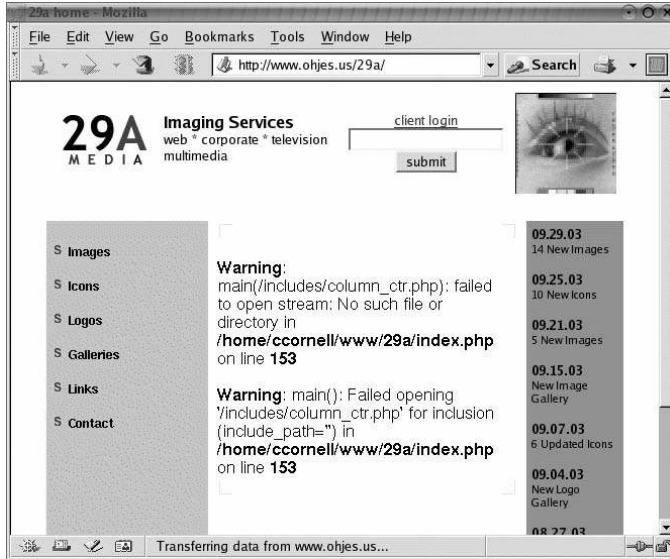 29a home - Mozilla
File Edit View Go Bookmarks Tools Window Help
http://www.ohjes.us/29a/
Search
29A
MEDIA
Imaging Services
web * corporate * television
multimedia
client login
submit
S Images
S Icons
S Logos
S Galleries
S Links
S Contact
Warning:
main(/includes/column_ctr.php): failed
to open stream: No such file or
directory in
/home/ccornell/www/29a/index.php
on line 153
Warning: main(): Failed opening
'/includes/column_ctr.php' for inclusion
(include_path='') in
/home/ccornell/www/29a/index.php
on line 153
09.29.03
14 New Images
09.25.03
10 New Icons
09.21.03
5 New Images
09.15.03
New Image
Gallery
09.07.03
6 Updated Icons
09.04.03
New Logo
Gallery
08.27.03
Transferring data from www.ohjes.us...